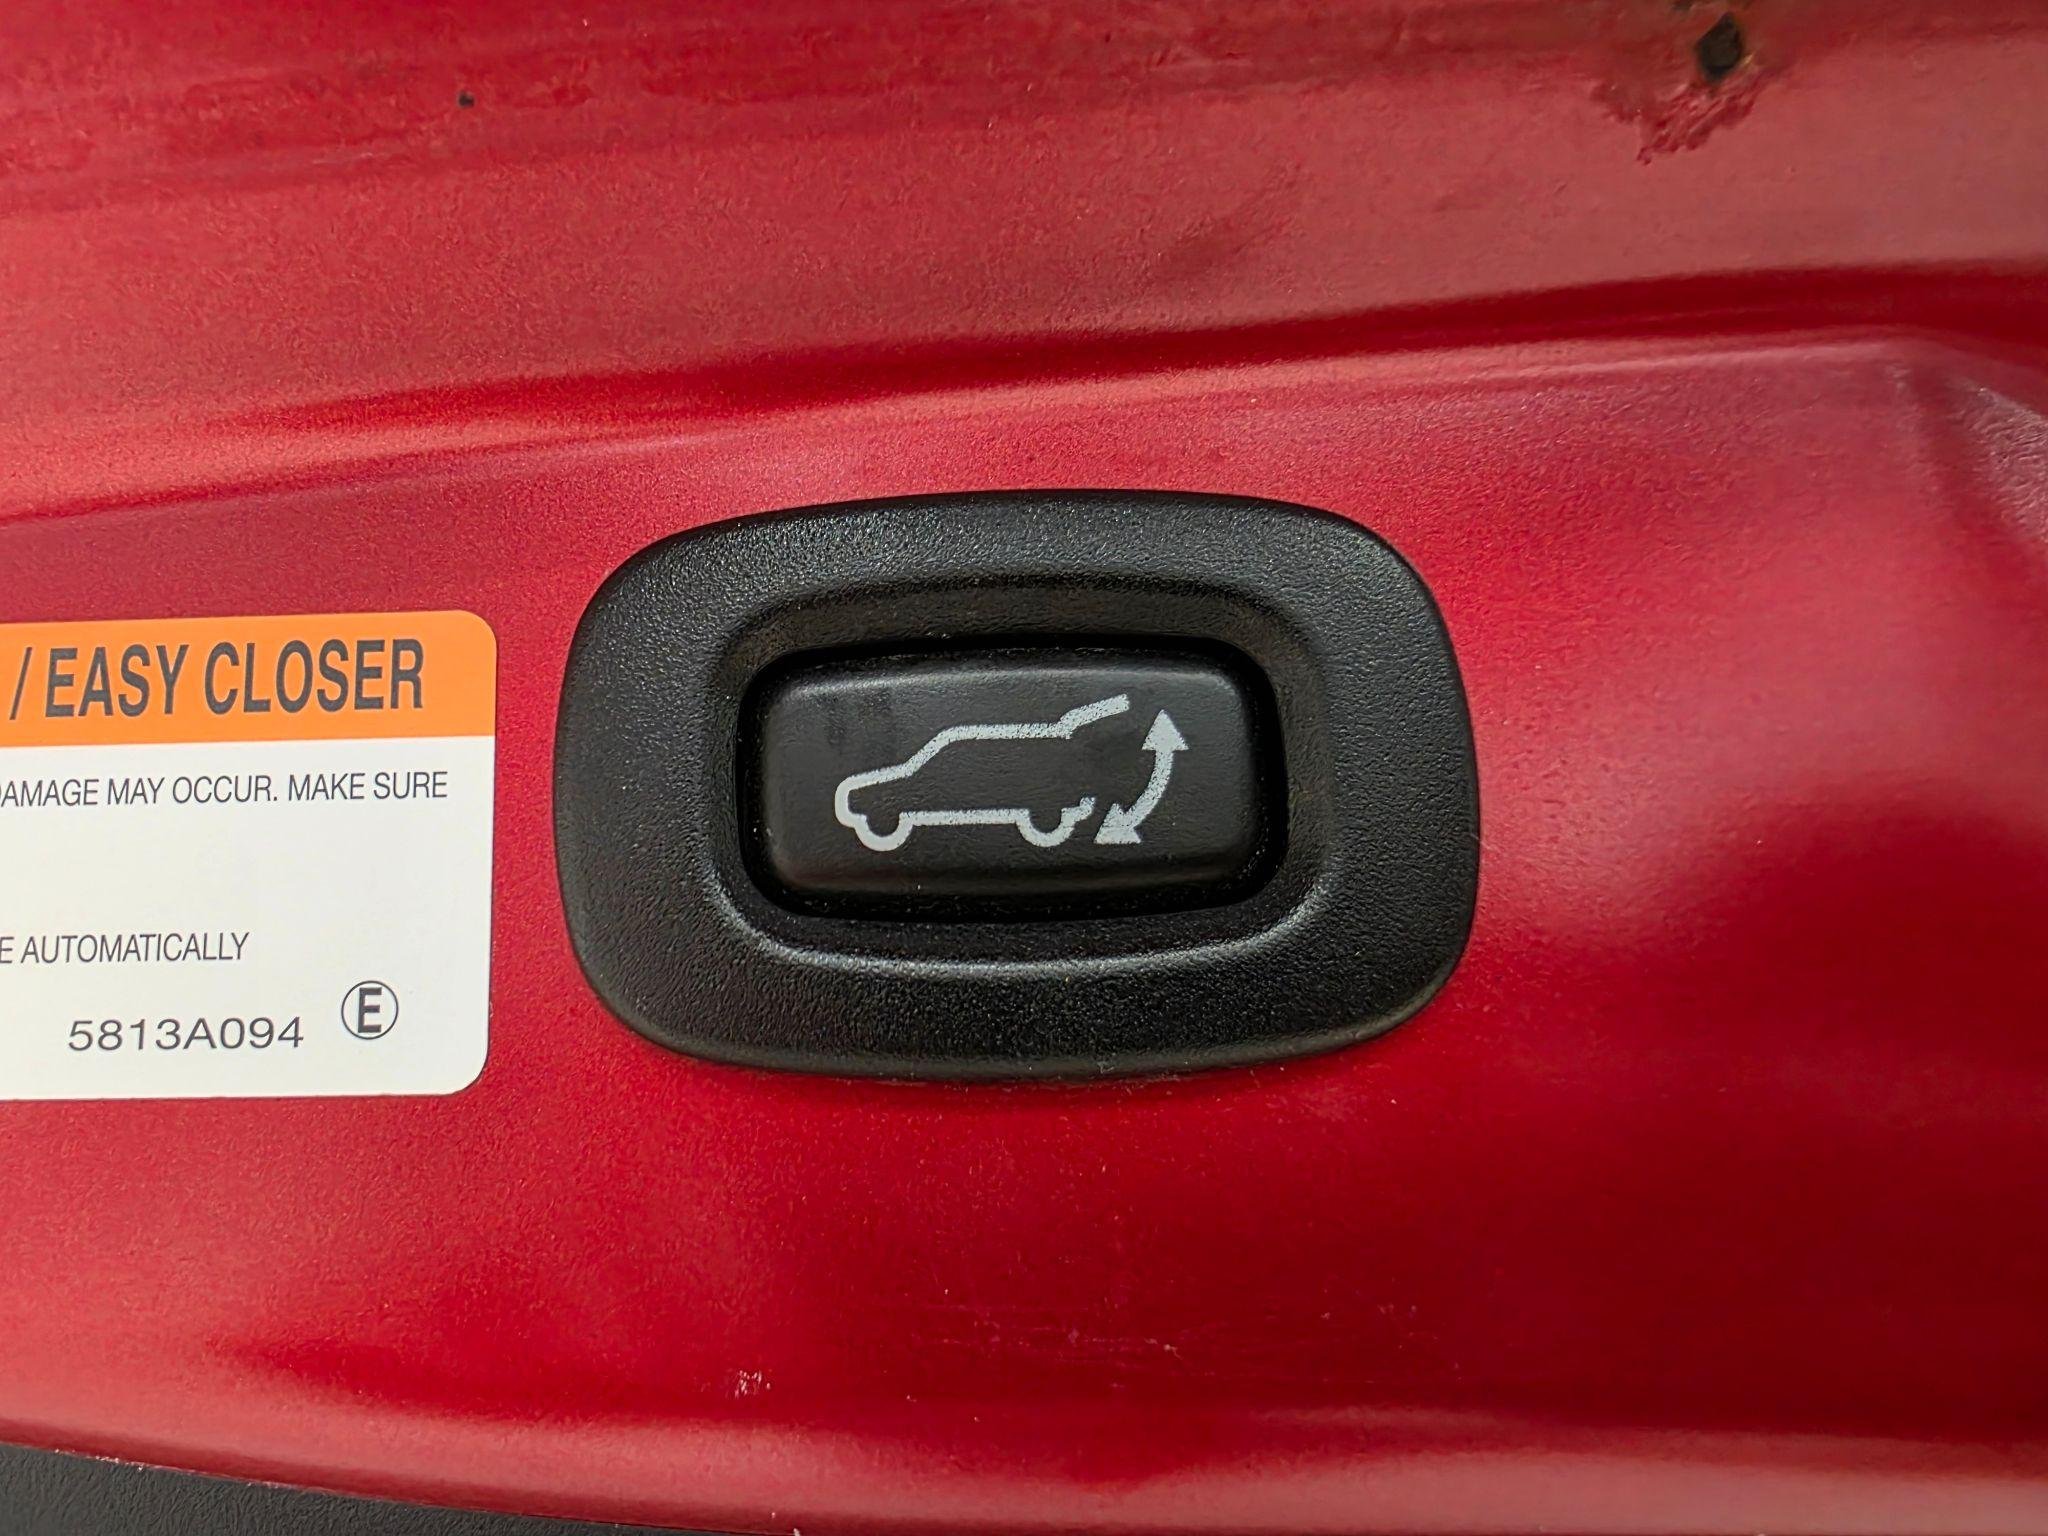 / EASY CLOSER
DAMAGE MAY OCCUR. MAKE SURE
E AUTOMATICALLY
5813A094 E